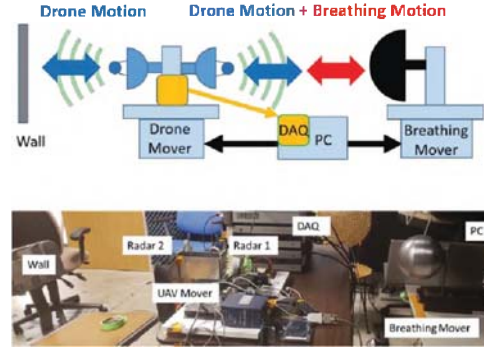 Drone Motion
Drone Motion + Breathing Motion
Wall
Drone
Mover
DAQ
PC
Breathing
Mover
Wall
Radar 2
Radar 1
DAQ
PC
UAV Mover
Breathing Mover